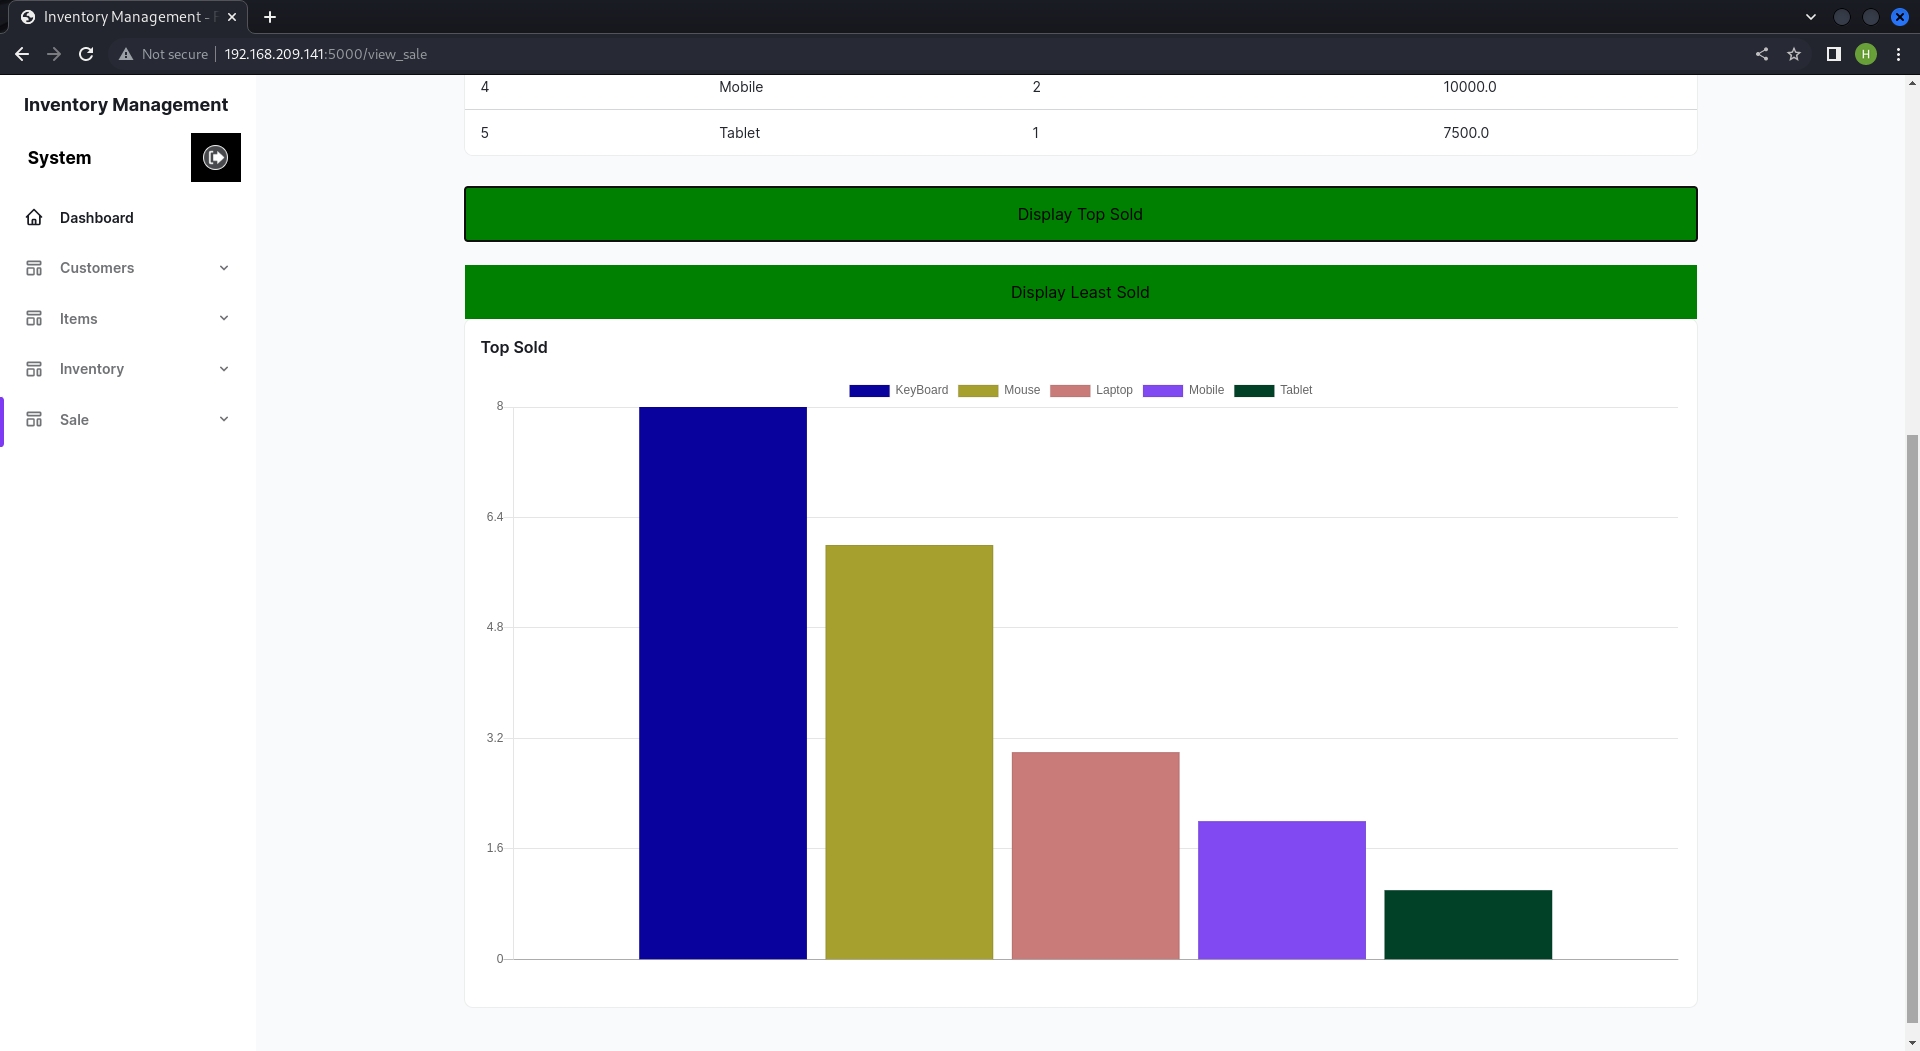 Inventory Management - F
Not secure 192.168.209.141:5000/view_sale
H
Inventory Management
System
Dashboard
Customers
Items
Inventory
Sale
4 Mobile 2 10000.0
5 Tablet 1 7500.0
Display Top Sold
Display Least Sold
Top Sold
KeyBoard Mouse Laptop Mobile Tablet
8
6.4
4.8
3.2
1.6
0